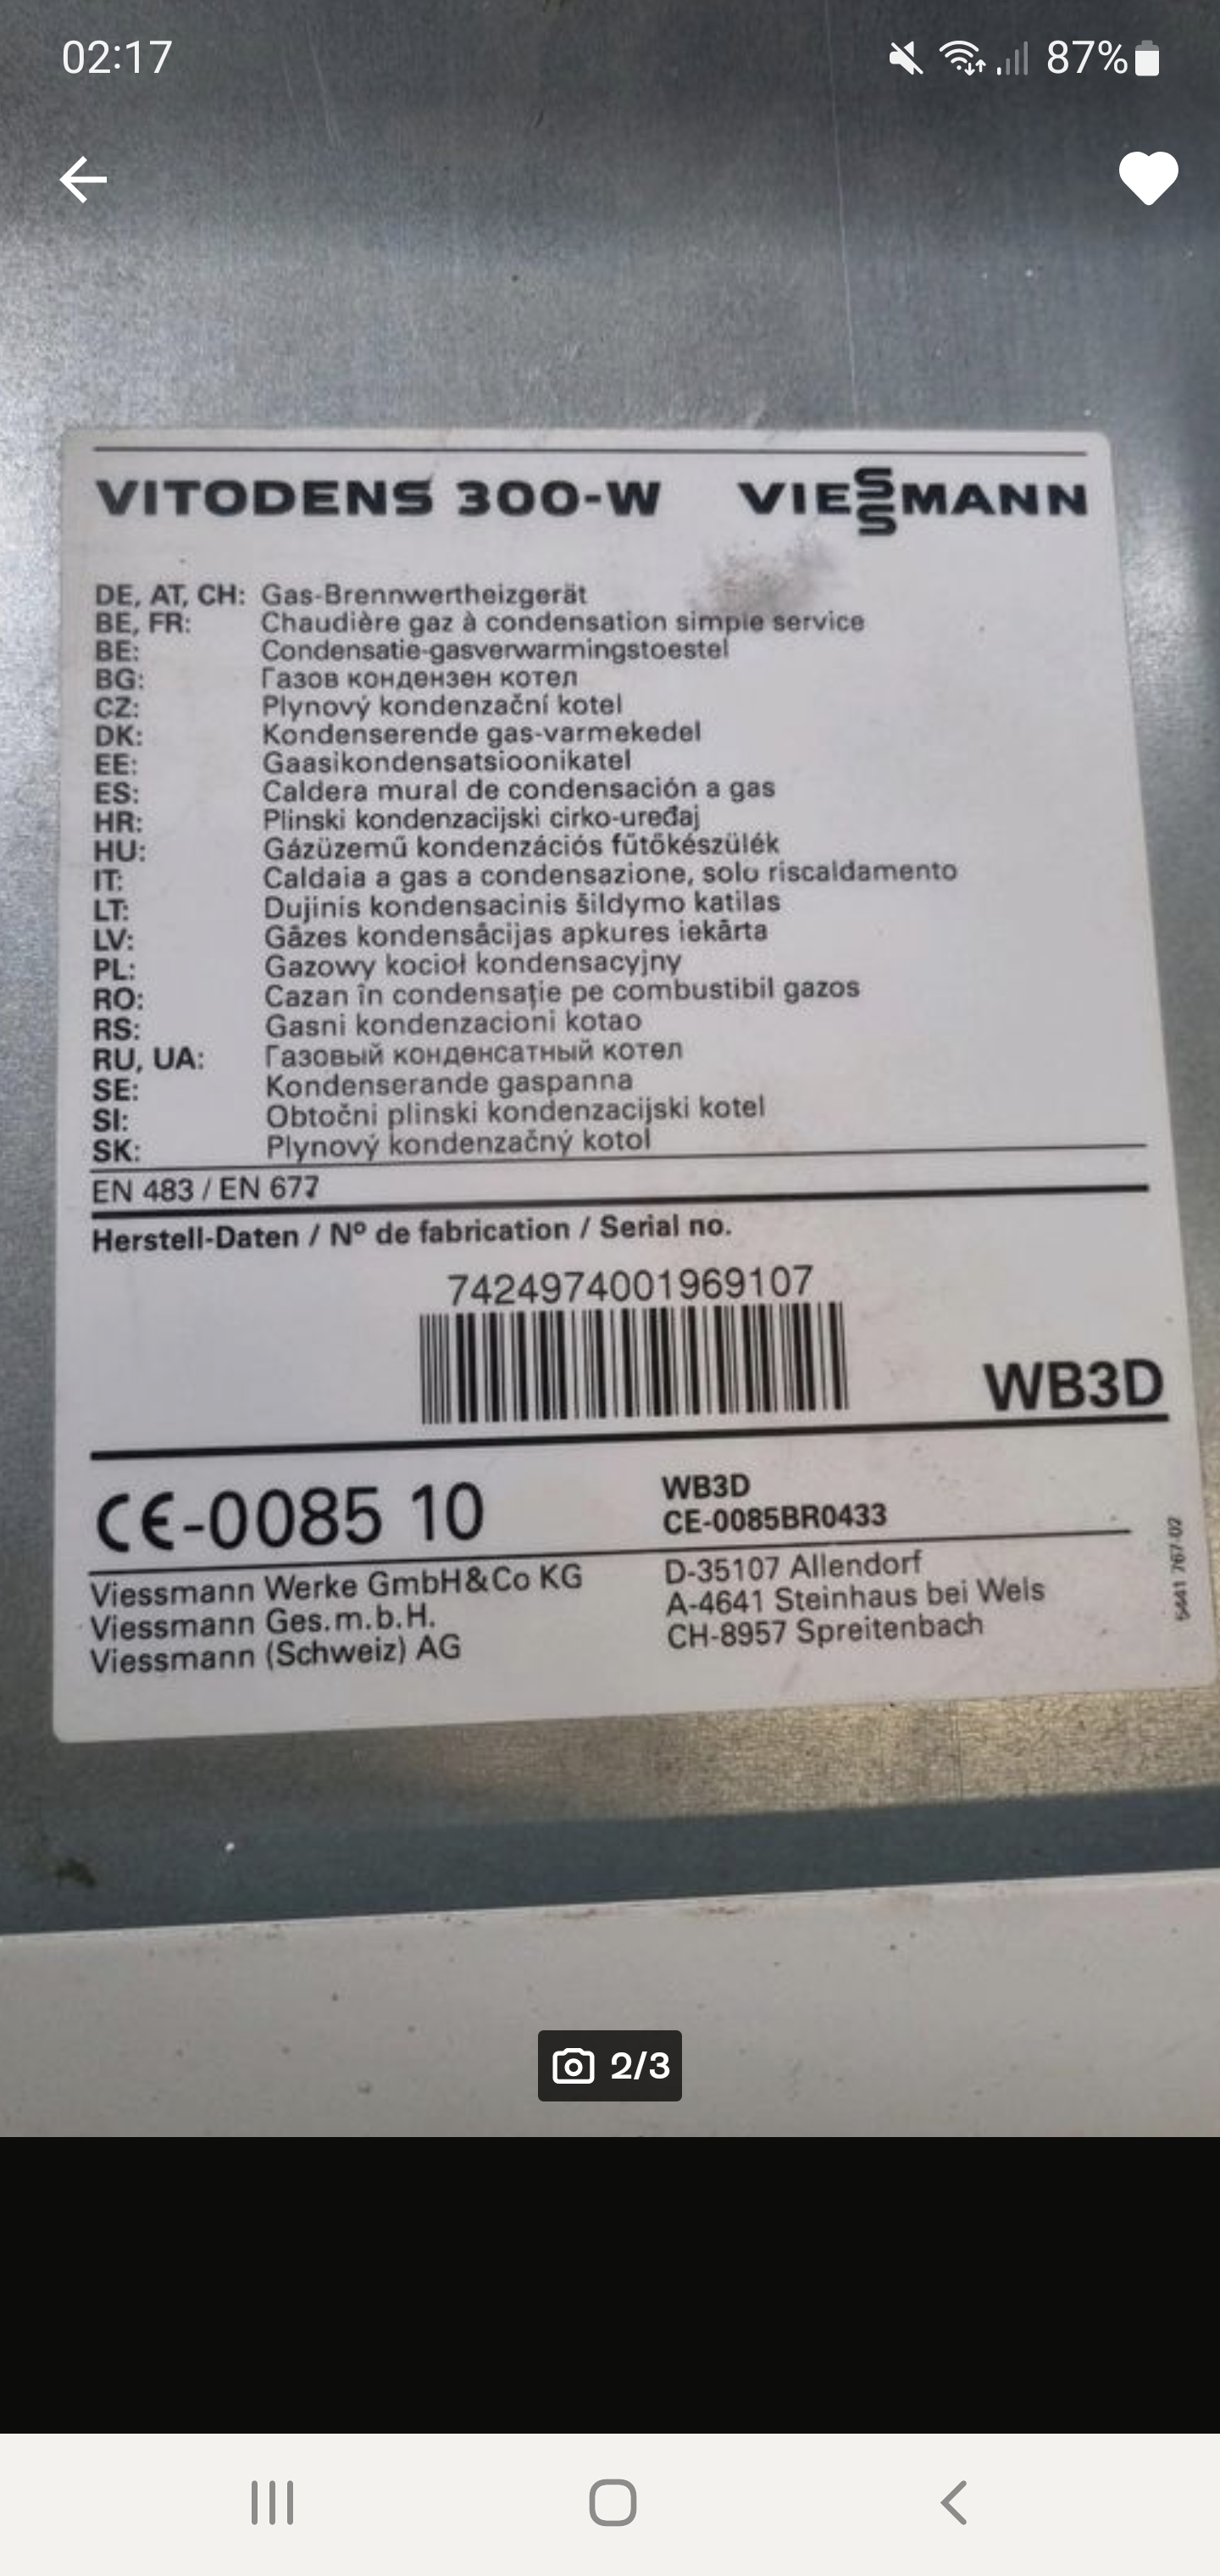 02:17 87%
VITODENS 300-W VIESSMANN
DE, AT, CH: Gas-Brennwertheizgerät
BE, FR: Chaudière gaz à condensation simple service
BE: Condensatie-gasverwarmingstoestel
BG: Газов кондензен котел
CZ: Plynový kondenzační kotel
DK: Kondenserende gas-varmekedel
EE: Gaasikondensatsioonikatel
ES: Caldera mural de condensación a gas
HR: Plinski kondenzacijski cirko-uređaj
HU: Gázüzemű kondenzációs fűtőkészülék
IT: Caldaia a gas a condensazione, solo riscaldamento
LT: Dujinis kondensacinis šildymo katilas
LV: Gāzes kondensācijas apkures iekārta
PL: Gazowy kocioł kondensacyjny
RO: Cazan în condensaţie pe combustibil gazos
RS: Gasni kondenzacioni kotao
RU, UA: Газовый конденсатный котел
SE: Kondenserande gaspanna
SI: Obtočni plinski kondenzacijski kotel
SK: Plynový kondenzačný kotol
EN 483 / EN 677
Herstell-Daten / Nº de fabrication / Serial no.
7424974001969107
WB3D
CE-0085 10
WB3D
CE-0085BR0433
Viessmann Werke GmbH&Co KG D-35107 Allendorf
Viessmann Ges.m.b.H. A-4641 Steinhaus bei Wels
Viessmann (Schweiz) AG CH-8957 Spreitenbach
5441 767-02
2/3